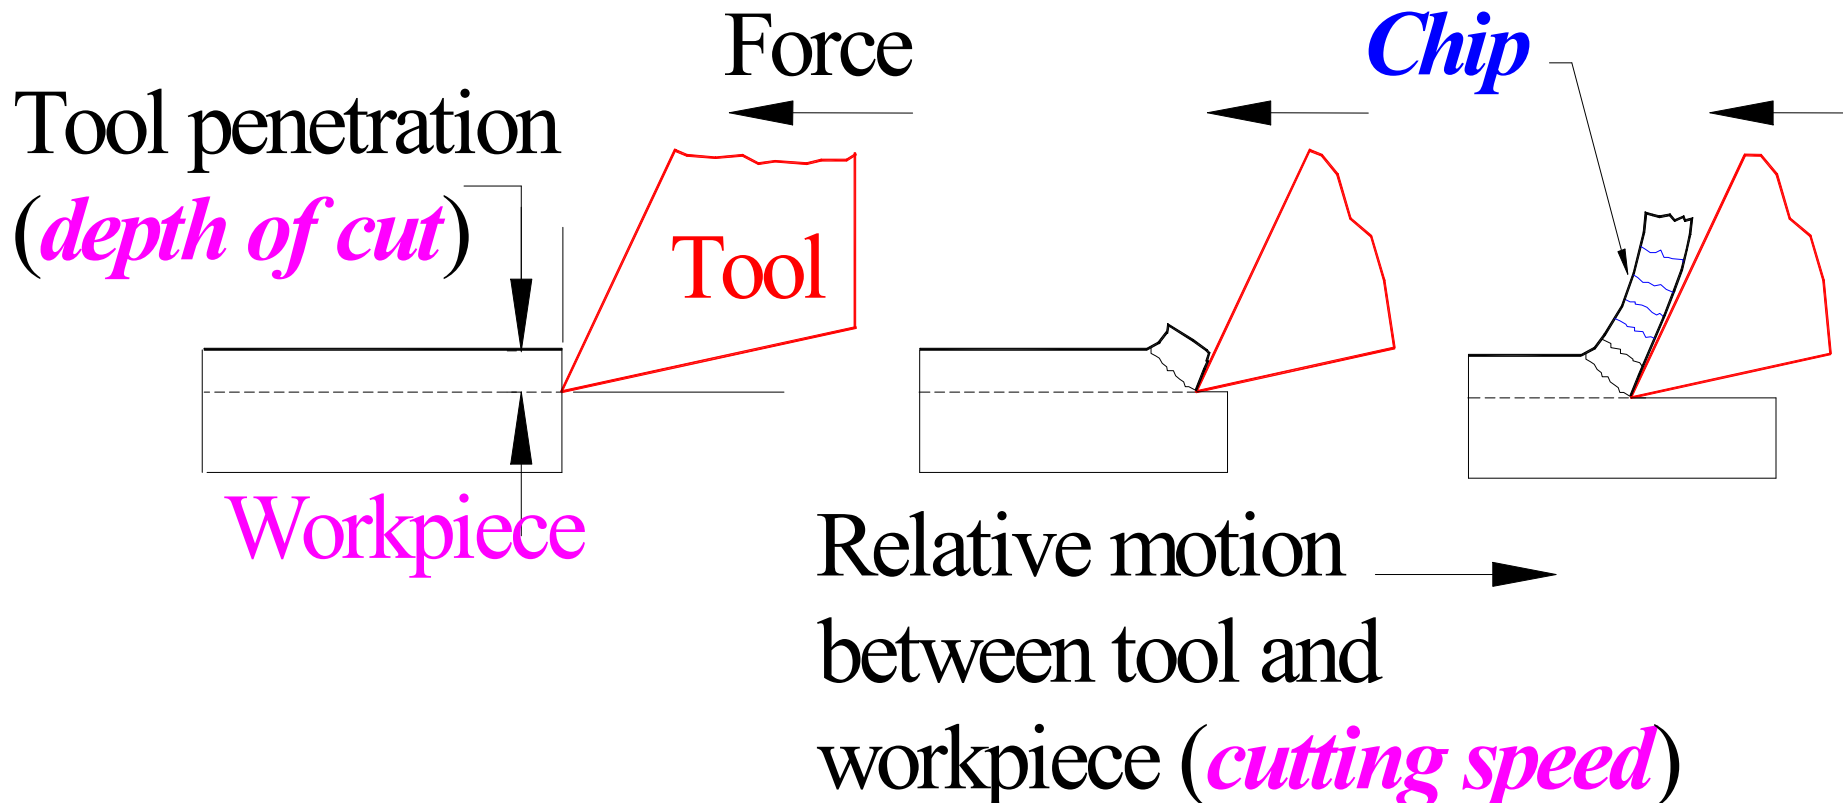 Force
Chip
Tool penetration
(depth of cut)
Tool
Workpiece
Relative motion
between tool and
workpiece (cutting speed)